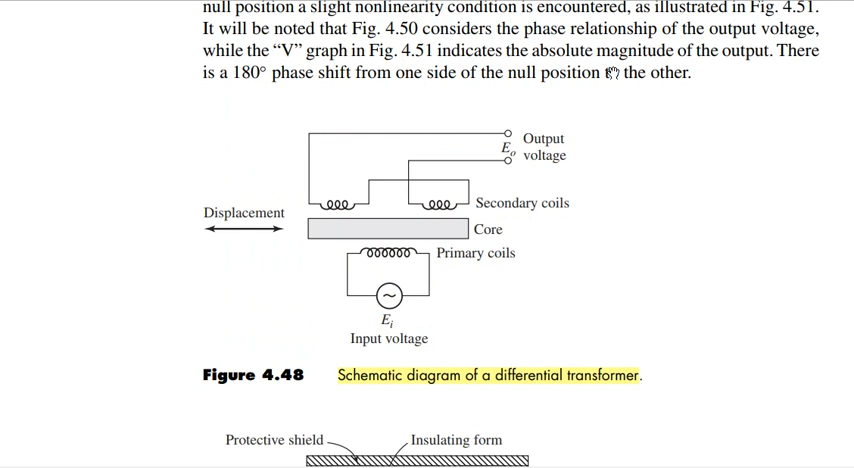 null position a slight nonlinearity condition is encountered, as illustrated in Fig. 4.51.
It will be noted that Fig. 4.50 considers the phase relationship of the output voltage,
while the “V” graph in Fig. 4.51 indicates the absolute magnitude of the output. There
is a 180° phase shift from one side of the null position the other.
Output
voltage
Eₒ
Secondary coils
Displacement
Core
Primary coils
~
Eᵢ
Input voltage
Figure 4.48 Schematic diagram of a differential transformer.
Protective shield
Insulating form